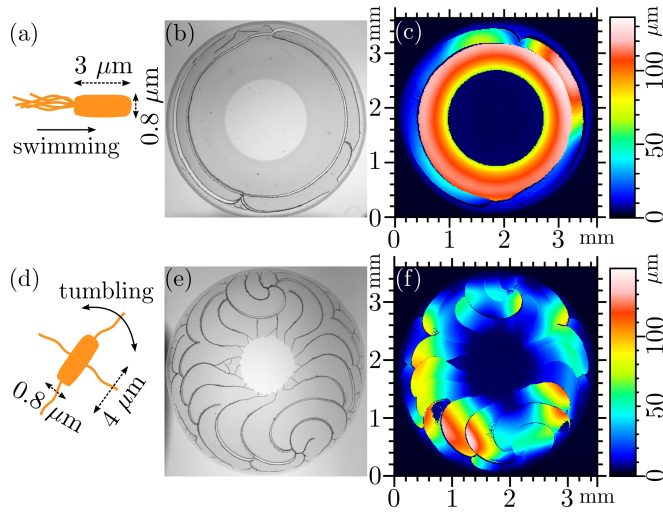 (a)
3 μm
0.8 μm
swimming
(b)
(c)
mm
3
2
1
0
0
1
2
3
mm
μm
100
50
0
(d)
tumbling
0.8 μm
4 μm
(e)
(f)
mm
3
2
1
0
0
1
2
3
mm
μm
100
50
0